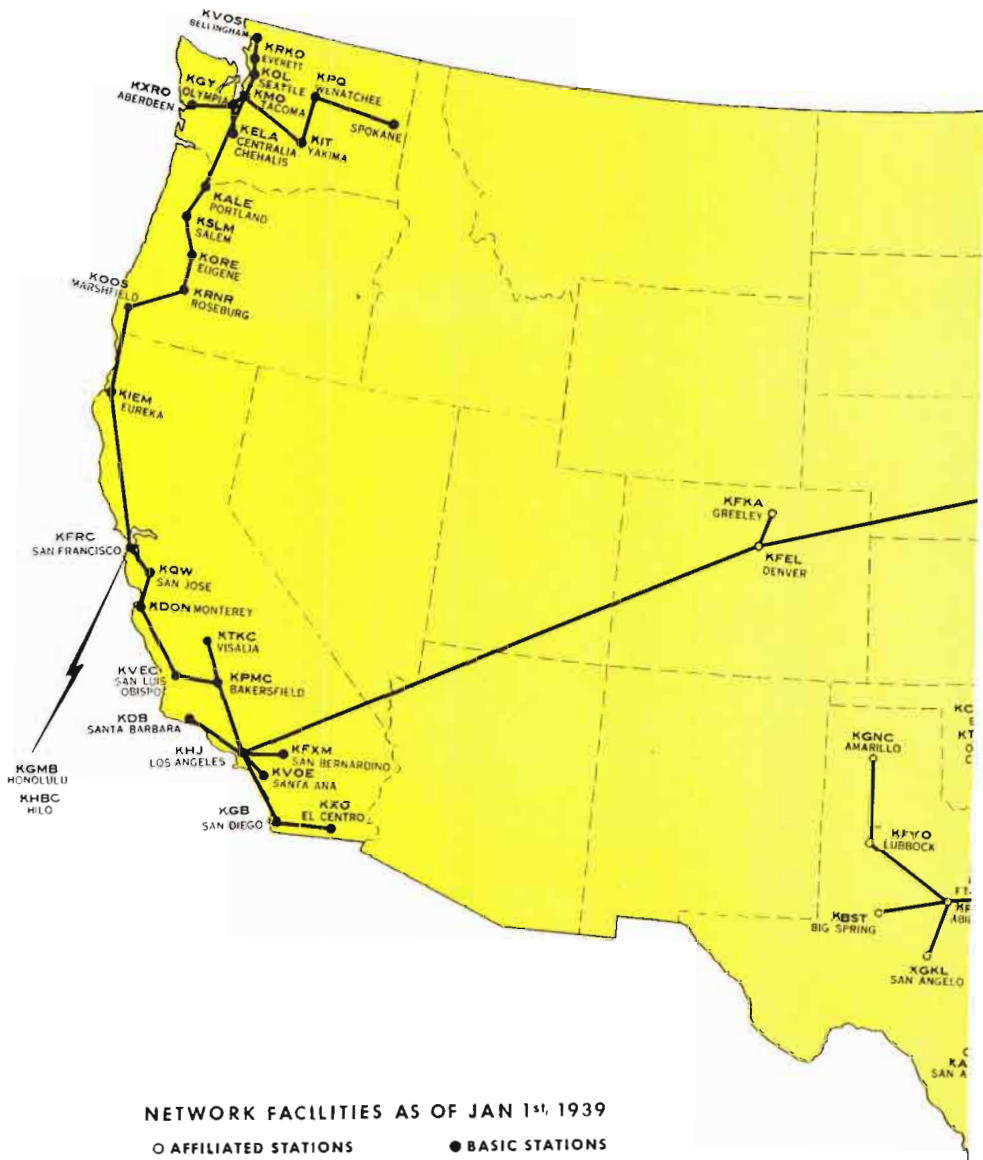 KVOS
BELLINGHAM
KRKO
EVERETT
KOL
SEATTLE
KMO
TACOMA
KPQ
WENATCHEE
KGY
OLYMPIA
KXRO
ABERDEEN
SPOKANE
KELA
CENTRALIA
CHEHALIS
KIT
YAKIMA
KALE
PORTLAND
KSLM
SALEM
KORE
EUGENE
KOOS
MARSHFIELD
KRNR
ROSEBURG
KIEM
EUREKA
KFKA
GREELEY
KFEL
DENVER
KFRC
SAN FRANCISCO
KQW
SAN JOSE
KDON MONTEREY
KTKC
VISALIA
KVEC
SAN LUIS
OBISPO
KPMC
BAKERSFIELD
KDB
SANTA BARBARA
KHJ
LOS ANGELES
KFXM
SAN BERNARDINO
KVOE
SANTA ANA
KGMB
HONOLULU
KHBC
HILO
KGB
SAN DIEGO
KXO
EL CENTRO
KGNC
AMARILLO
KFYO
LUBBOCK
KBST
BIG SPRING
KGKL
SAN ANGELO
KA
SAN A
NETWORK FACILITIES AS OF JAN 1st, 1939
○ AFFILIATED STATIONS ● BASIC STATIONS